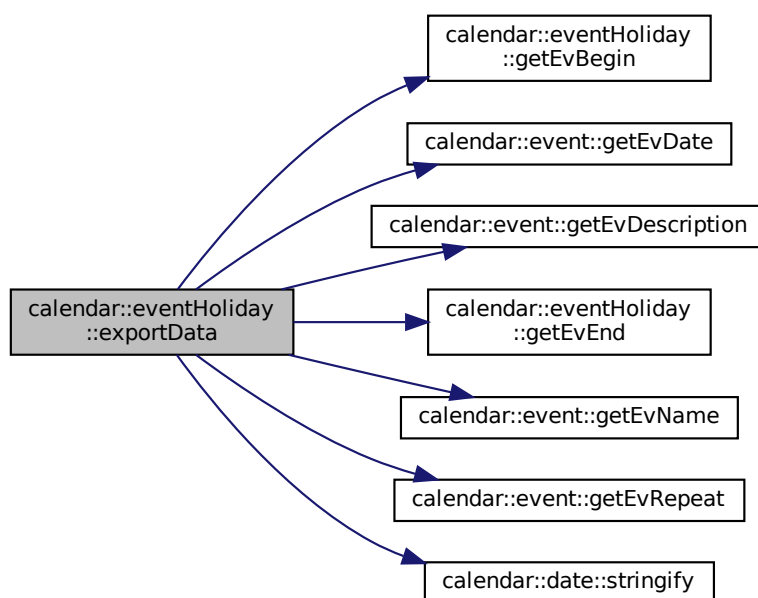 calendar::eventHoliday
::getEvBegin
calendar::event::getEvDate
calendar::event::getEvDescription
calendar::eventHoliday
::exportData
calendar::eventHoliday
::getEvEnd
calendar::event::getEvName
calendar::event::getEvRepeat
calendar::date::stringify